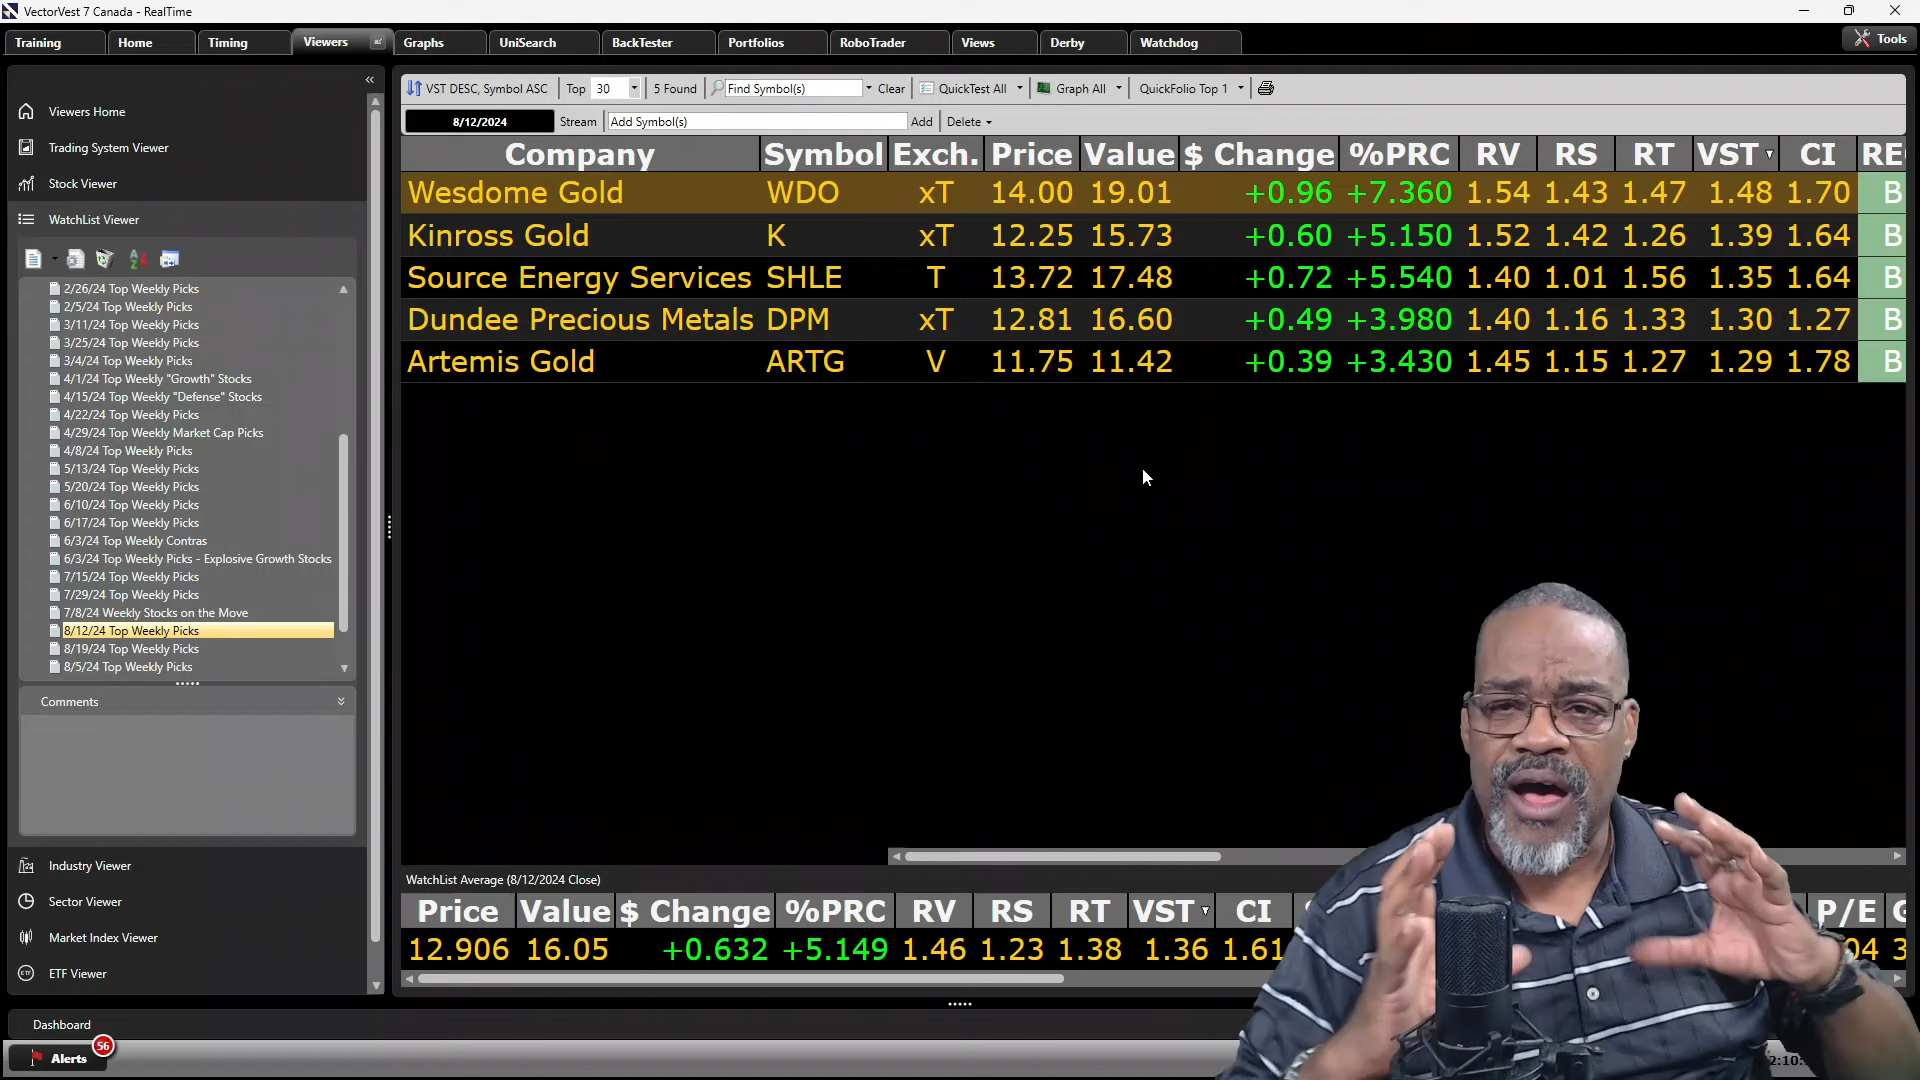 VectorVest 7 Canada - RealTime
Training Home Timing Viewers Graphs UniSearch BackTester Portfolios RoboTrader Views Derby Watchdog Tools
VST DESC, Symbol ASC Top 30 5 Found Find Symbol(s) Clear QuickTest All Graph All QuickFolio Top 1
8/12/2024 Stream Add Symbol(s) Add Delete
Viewers Home
Trading System Viewer
Stock Viewer
WatchList Viewer
2/26/24 Top Weekly Picks
2/5/24 Top Weekly Picks
3/11/24 Top Weekly Picks
3/25/24 Top Weekly Picks
3/4/24 Top Weekly Picks
4/1/24 Top Weekly "Growth" Stocks
4/15/24 Top Weekly "Defense" Stocks
4/22/24 Top Weekly Picks
4/29/24 Top Weekly Market Cap Picks
4/8/24 Top Weekly Picks
5/13/24 Top Weekly Picks
5/20/24 Top Weekly Picks
6/10/24 Top Weekly Picks
6/17/24 Top Weekly Picks
6/3/24 Top Weekly Contras
6/3/24 Top Weekly Picks - Explosive Growth Stocks
7/15/24 Top Weekly Picks
7/29/24 Top Weekly Picks
7/8/24 Weekly Stocks on the Move
8/12/24 Top Weekly Picks
8/19/24 Top Weekly Picks
8/5/24 Top Weekly Picks
Comments
Industry Viewer
Sector Viewer
Market Index Viewer
ETF Viewer
Company Symbol Exch. Price Value $ Change %PRC RV RS RT VST CI RE
Wesdome Gold WDO xT 14.00 19.01 +0.96 +7.360 1.54 1.43 1.47 1.48 1.70 B
Kinross Gold K xT 12.25 15.73 +0.60 +5.150 1.52 1.42 1.26 1.39 1.64 B
Source Energy Services SHLE T 13.72 17.48 +0.72 +5.540 1.40 1.01 1.56 1.35 1.64 B
Dundee Precious Metals DPM xT 12.81 16.60 +0.49 +3.980 1.40 1.16 1.33 1.30 1.27 B
Artemis Gold ARTG V 11.75 11.42 +0.39 +3.430 1.45 1.15 1.27 1.29 1.78 B
WatchList Average (8/12/2024 Close)
Price Value $ Change %PRC RV RS RT VST CI P/E
12.906 16.05 +0.632 +5.149 1.46 1.23 1.38 1.36 1.61
Dashboard
Alerts 56